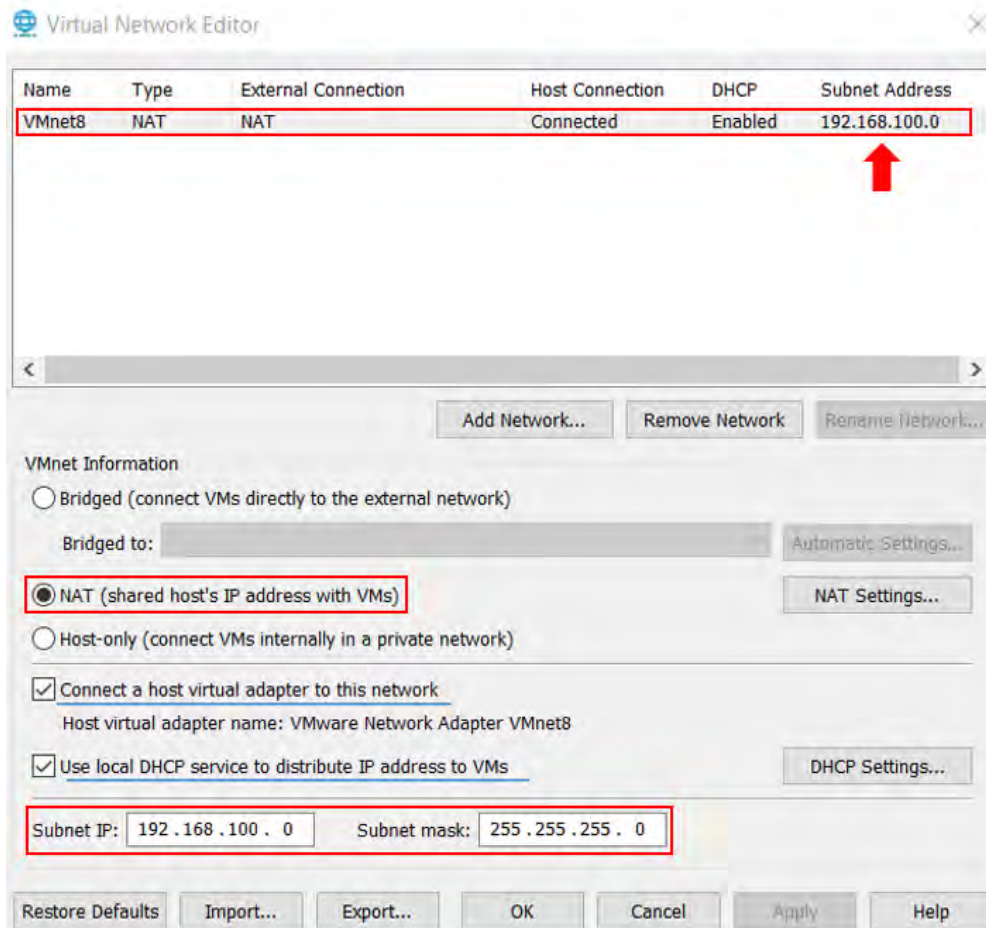 Virtual Network Editor
Name Type External Connection Host Connection DHCP Subnet Address
VMnet8 NAT NAT Connected Enabled 192.168.100.0
Add Network... Remove Network Rename Network...
VMnet Information
Bridged (connect VMs directly to the external network)
Bridged to: Automatic Settings...
NAT (shared host's IP address with VMs) NAT Settings...
Host-only (connect VMs internally in a private network)
Connect a host virtual adapter to this network
Host virtual adapter name: VMware Network Adapter VMnet8
Use local DHCP service to distribute IP address to VMs DHCP Settings...
Subnet IP: 192 . 168 . 100 . 0 Subnet mask: 255 . 255 . 255 . 0
Restore Defaults Import... Export... OK Cancel Apply Help